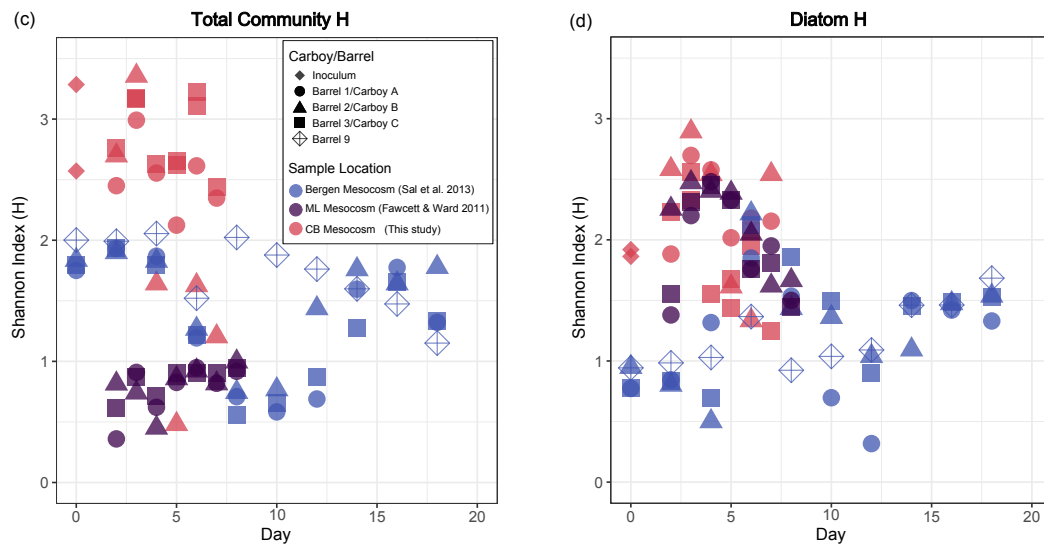 (c)
Total Community H
Shannon Index (H)
3
2
1
0
0
5
10
15
20
Day
Carboy/Barrel
Inoculum
Barrel 1/Carboy A
Barrel 2/Carboy B
Barrel 3/Carboy C
Barrel 9
Sample Location
Bergen Mesocosm (Sal et al. 2013)
ML Mesocosm (Fawcett & Ward 2011)
CB Mesocosm (This study)
(d)
Diatom H
Shannon Index (H)
3
2
1
0
0
5
10
15
20
Day